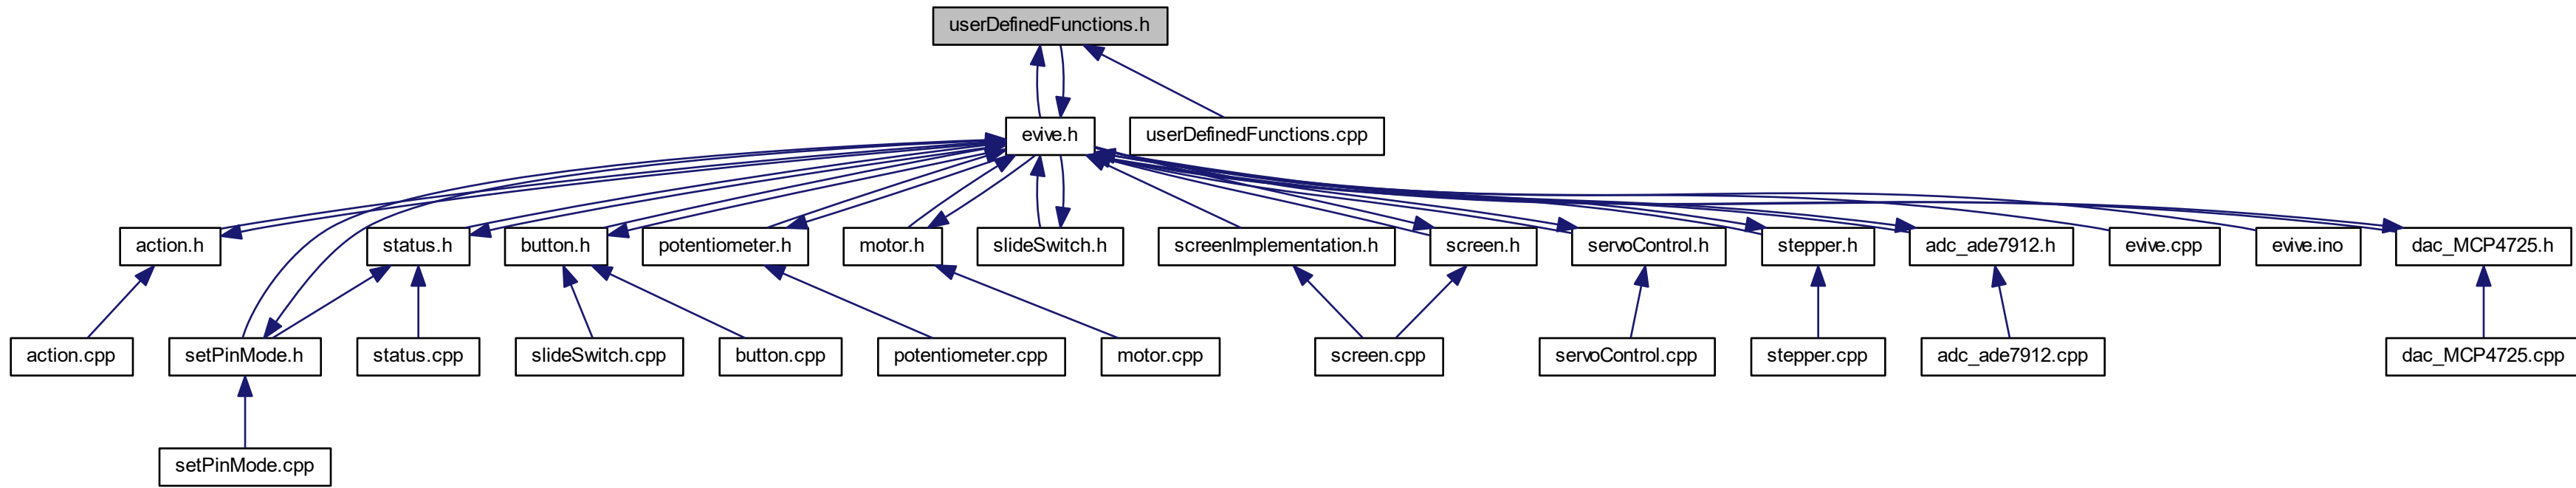 userDefinedFunctions.h
evive.h
userDefinedFunctions.cpp
action.h
status.h
button.h
potentiometer.h
motor.h
slideSwitch.h
screenImplementation.h
screen.h
servoControl.h
stepper.h
adc_ade7912.h
evive.cpp
evive.ino
dac_MCP4725.h
action.cpp
setPinMode.h
status.cpp
slideSwitch.cpp
button.cpp
potentiometer.cpp
motor.cpp
screen.cpp
servoControl.cpp
stepper.cpp
adc_ade7912.cpp
dac_MCP4725.cpp
setPinMode.cpp